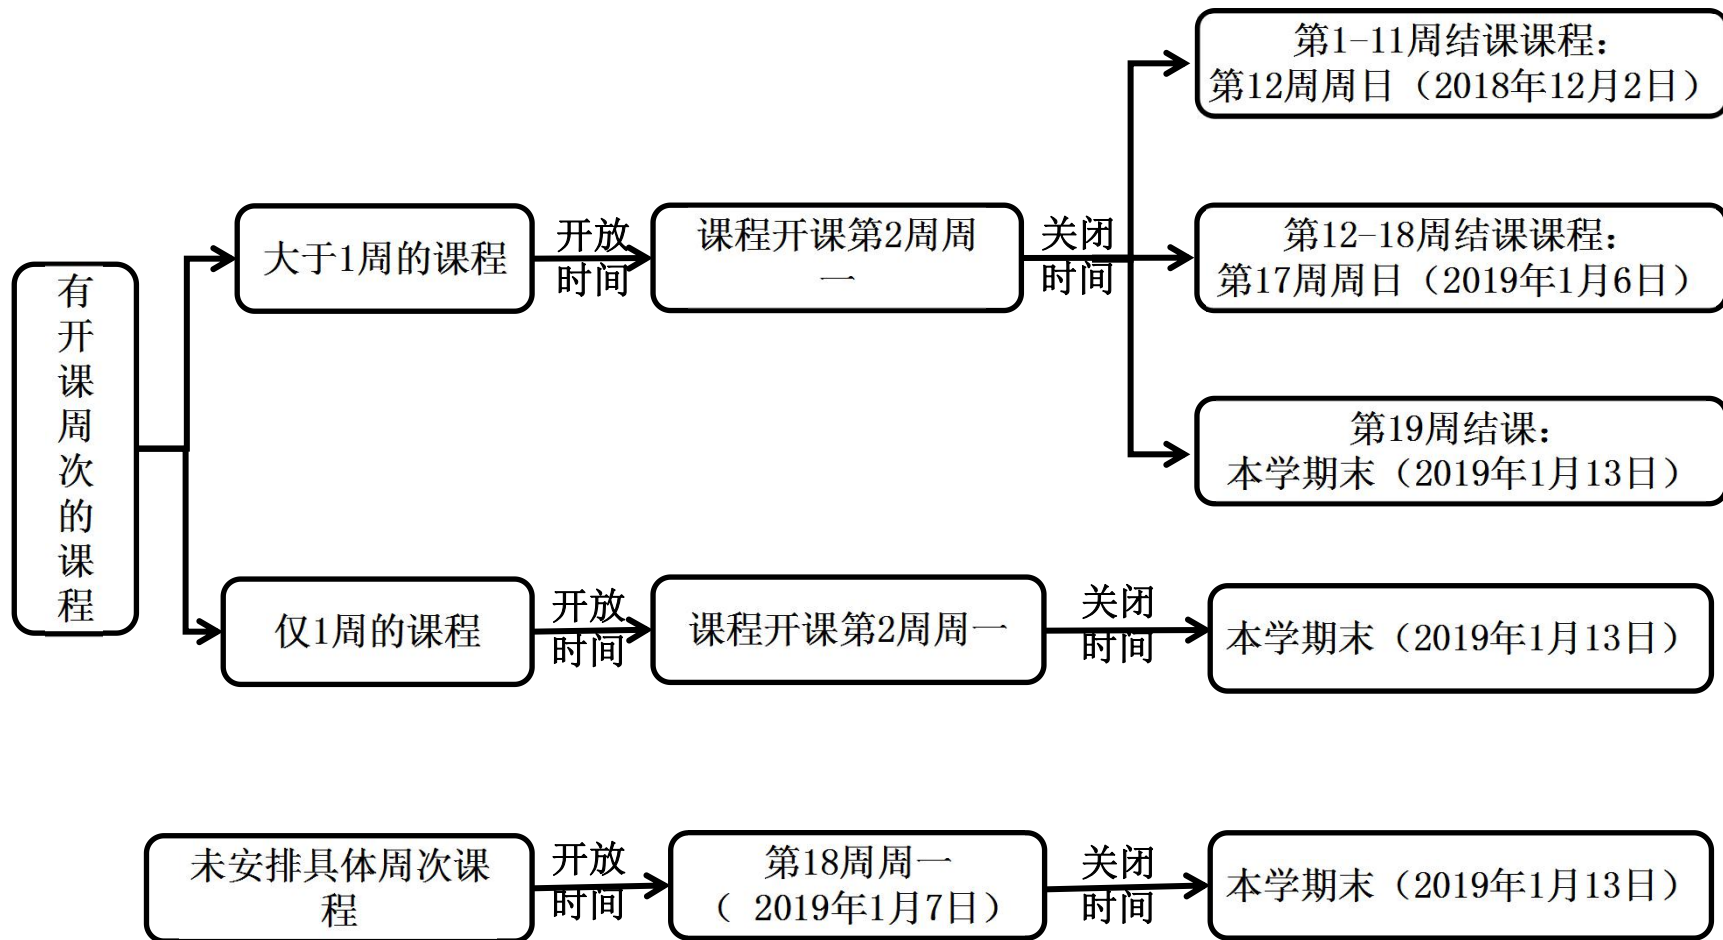 有
开
课
周
次
的
课
程
大于1周的课程
开放
时间
课程开课第2周周
一
关闭
时间
第1-11周结课课程：
第12周周日（2018年12月2日）
第12-18周结课课程：
第17周周日（2019年1月6日）
第19周结课：
本学期末（2019年1月13日）
仅1周的课程
开放
时间
课程开课第2周周一
关闭
时间
本学期末（2019年1月13日）
未安排具体周次课
程
开放
时间
第18周周一
（ 2019年1月7日）
关闭
时间
本学期末（2019年1月13日）